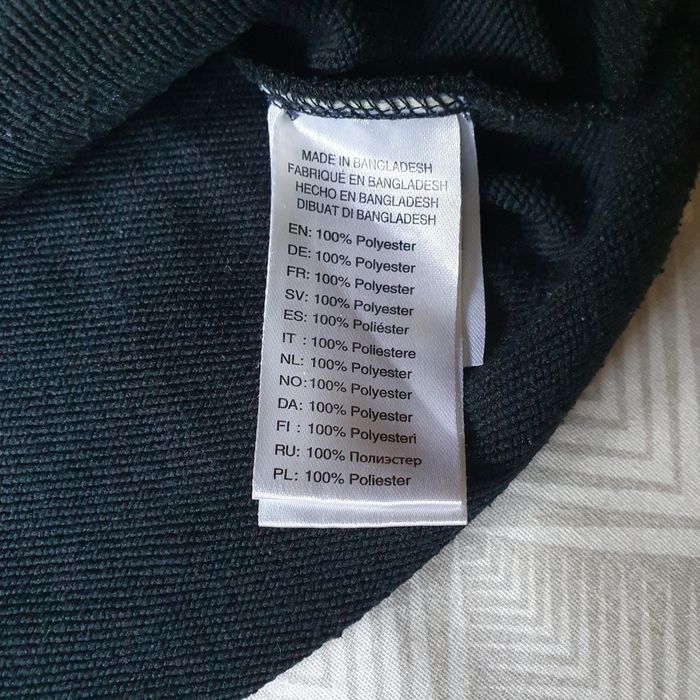 MADE IN BANGLADESH
FABRIQUÉ EN BANGLADESH
HECHO EN BANGLADESH
DIBUAT DI BANGLADESH
EN: 100% Polyester
DE: 100% Polyester
FR: 100% Polyester
SV: 100% Polyester
ES: 100% Poliéster
IT : 100% Poliestere
NL: 100% Polyester
NO: 100% Polyester
DA: 100% Polyester
FI : 100% Polyesteri
RU: 100% Полиэстер
PL: 100% Poliester